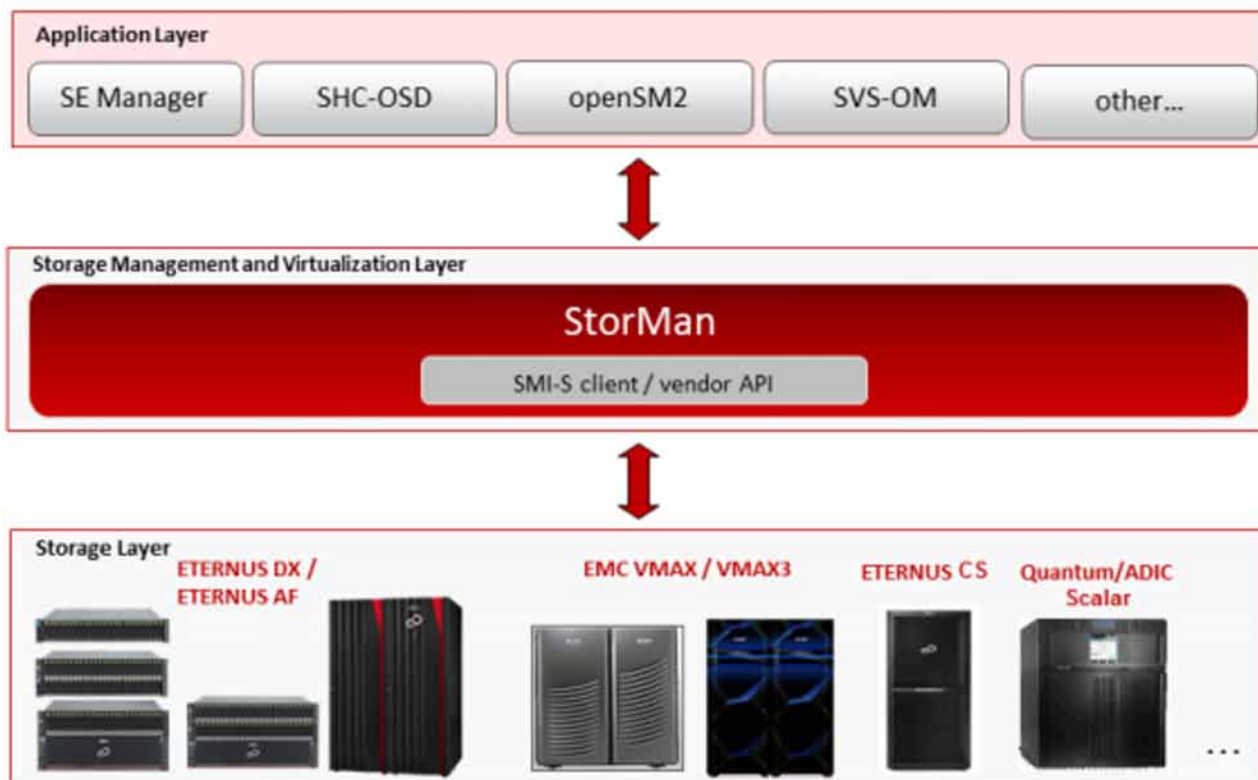 Application Layer
SE Manager
SHC-OSD
openSM2
SVS-OM
other...
Storage Management and Virtualization Layer
StorMan
SMI-S client / vendor API
Storage Layer
ETERNUS DX /
ETERNUS AF
EMC VMAX / VMAX3
ETERNUS CS
Quantum/ADIC
Scalar
...